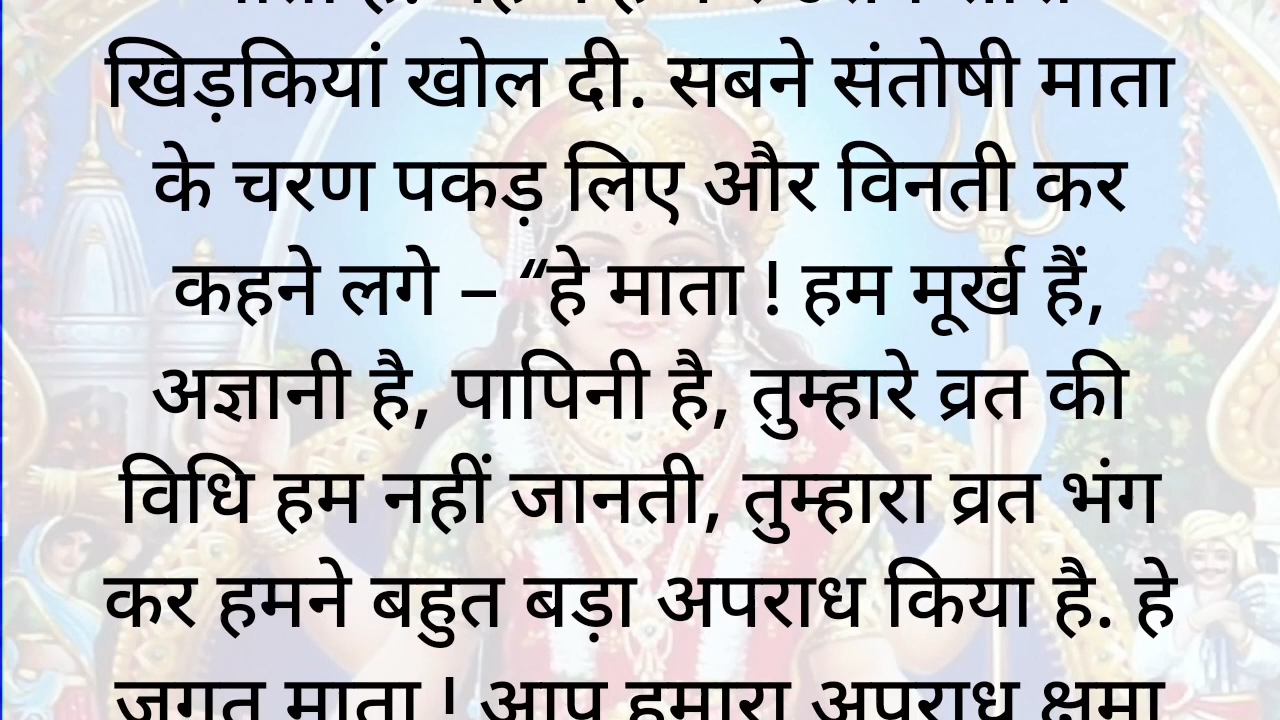 खिड़कियां खोल दी. सबने संतोषी माता
के चरण पकड़ लिए और विनती कर
कहने लगे – “हे माता ! हम मूर्ख हैं,
अज्ञानी है, पापिनी है, तुम्हारे व्रत की
विधि हम नहीं जानती, तुम्हारा व्रत भंग
कर हमने बहुत बड़ा अपराध किया है. हे
जगत माता ! आप हमारा अपराध क्षमा